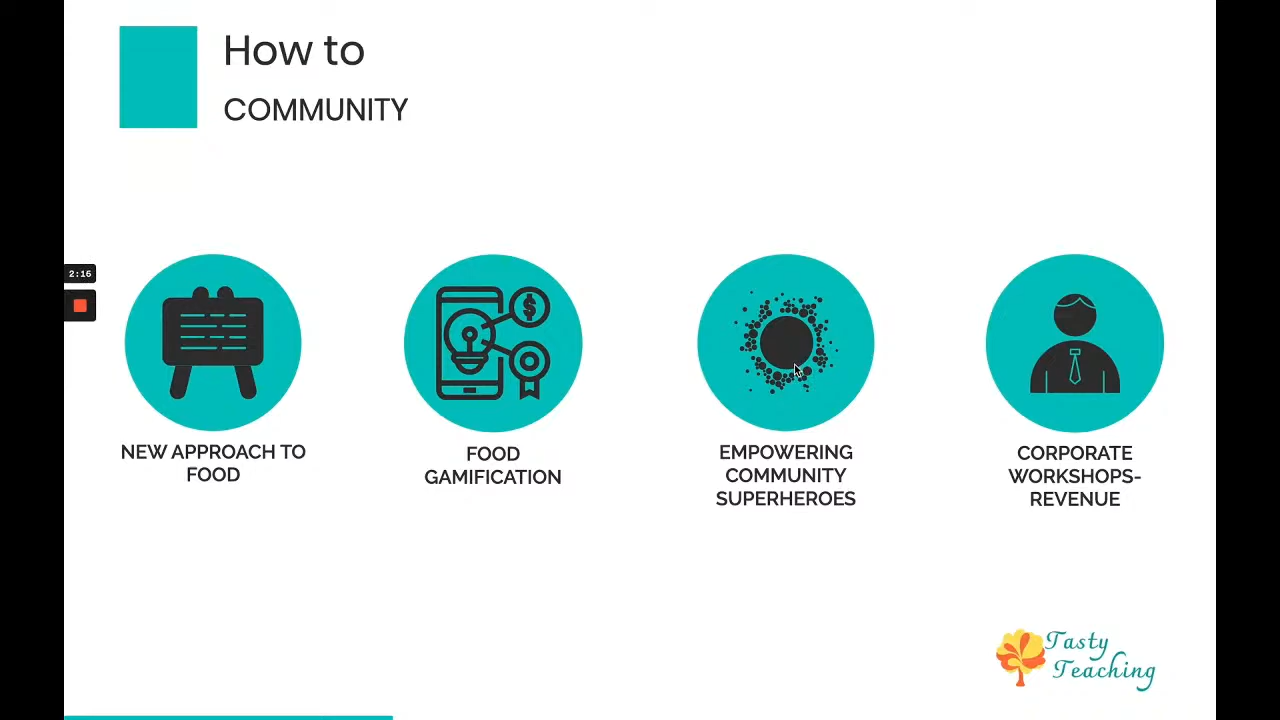 How to
COMMUNITY
2:16
$
NEW APPROACH TO
FOOD
FOOD
GAMIFICATION
EMPOWERING
COMMUNITY
SUPERHEROES
CORPORATE
WORKSHOPS-
REVENUE
Tasty
Teaching